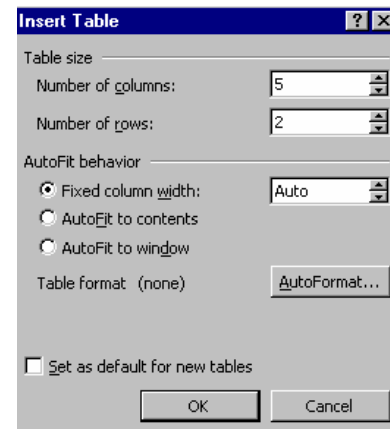 Insert Table ? X
Table size
Number of columns: 5
Number of rows: 2
AutoFit behavior
Fixed column width: Auto
AutoFit to contents
AutoFit to window
Table format (none) AutoFormat...
Set as default for new tables
OK Cancel